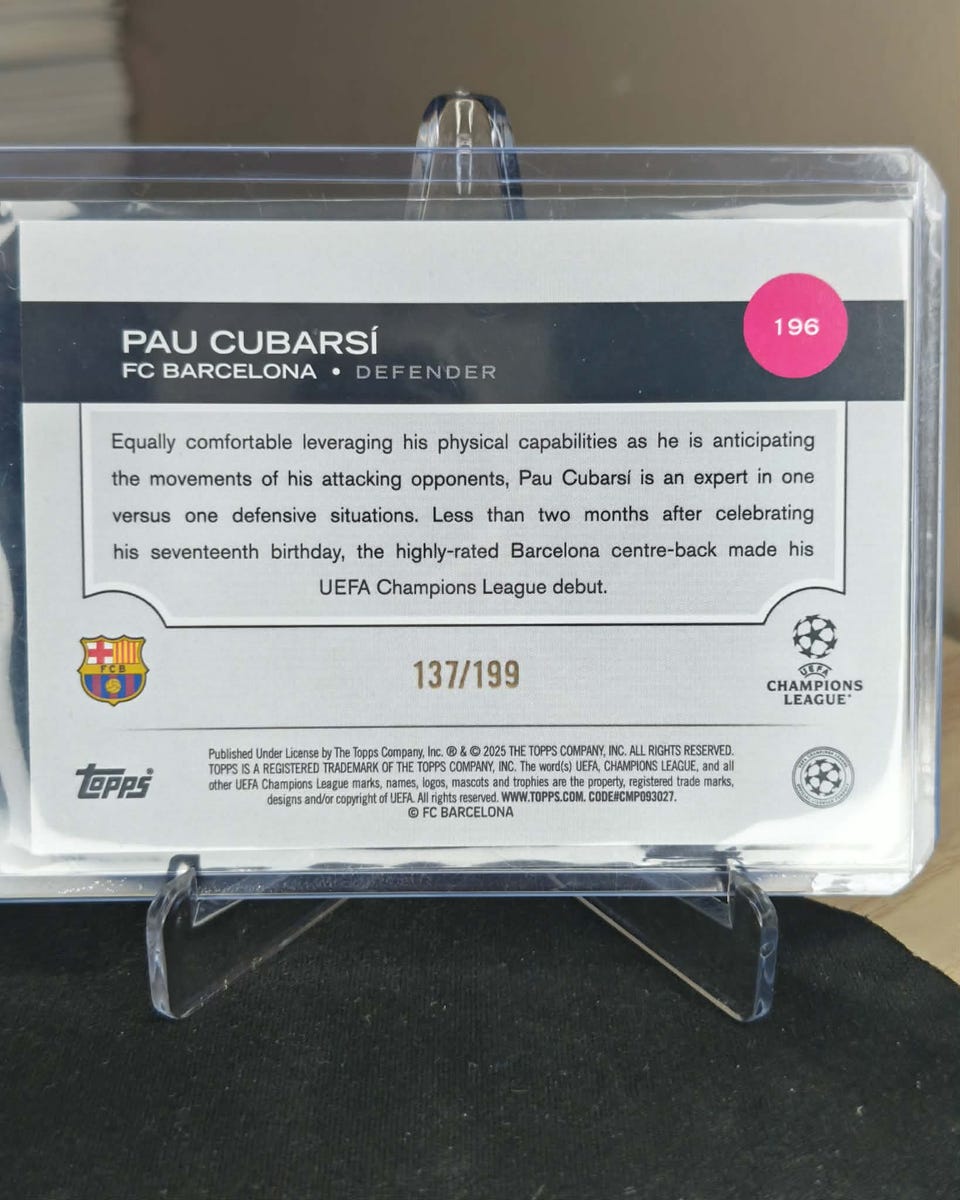 PAU CUBARSÍ
196
FC BARCELONA • DEFENDER
Equally comfortable leveraging his physical capabilities as he is anticipating
the movements of his attacking opponents, Pau Cubarsí is an expert in one
versus one defensive situations. Less than two months after celebrating
his seventeenth birthday, the highly-rated Barcelona centre-back made his
UEFA Champions League debut.
FCB
137/199
UEFA
CHAMPIONS
LEAGUE
Topps®
Published Under License by The Topps Company, Inc. ® & © 2025 THE TOPPS COMPANY, INC. ALL RIGHTS RESERVED.
TOPPS IS A REGISTERED TRADEMARK OF THE TOPPS COMPANY, INC. The word(s) UEFA, CHAMPIONS LEAGUE, and all
other UEFA Champions League marks, names, logos, mascots and trophies are the property, registered trade marks,
designs and/or copyright of UEFA. All rights reserved. WWW.TOPPS.COM. CODE#CMP093027.
© FC BARCELONA